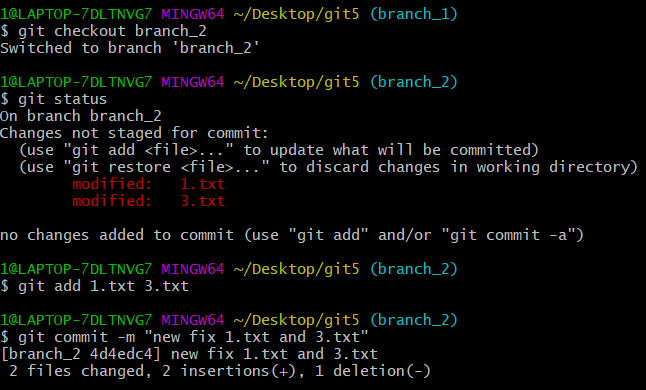 1@LAPTOP-7DLTNVG7 MINGW64 ~/Desktop/git5 (branch_1)
$ git checkout branch_2
Switched to branch 'branch_2'

1@LAPTOP-7DLTNVG7 MINGW64 ~/Desktop/git5 (branch_2)
$ git status
On branch branch_2
Changes not staged for commit:
  (use "git add <file>..." to update what will be committed)
  (use "git restore <file>..." to discard changes in working directory)
        modified:   1.txt
        modified:   3.txt

no changes added to commit (use "git add" and/or "git commit -a")

1@LAPTOP-7DLTNVG7 MINGW64 ~/Desktop/git5 (branch_2)
$ git add 1.txt 3.txt

1@LAPTOP-7DLTNVG7 MINGW64 ~/Desktop/git5 (branch_2)
$ git commit -m "new fix 1.txt and 3.txt"
[branch_2 4d4edc4] new fix 1.txt and 3.txt
 2 files changed, 2 insertions(+), 1 deletion(-)